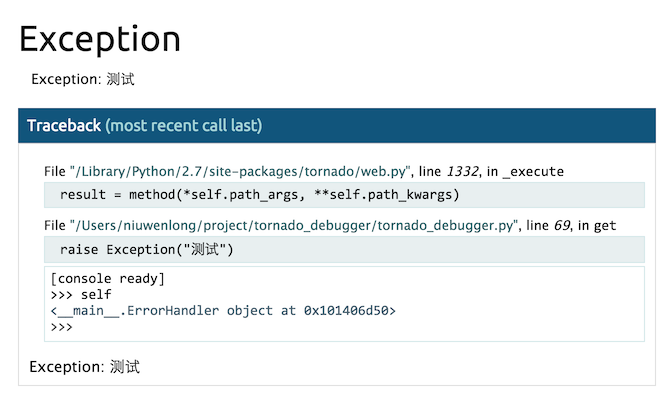 Exception
Exception: 测试
Traceback (most recent call last)
File "/Library/Python/2.7/site-packages/tornado/web.py", line 1332, in _execute
result = method(*self.path_args, **self.path_kwargs)
File "/Users/niuwenlong/project/tornado_debugger/tornado_debugger.py", line 69, in get
raise Exception("测试")
[console ready]
>>> self
<__main__.ErrorHandler object at 0x101406d50>
>>>
Exception: 测试